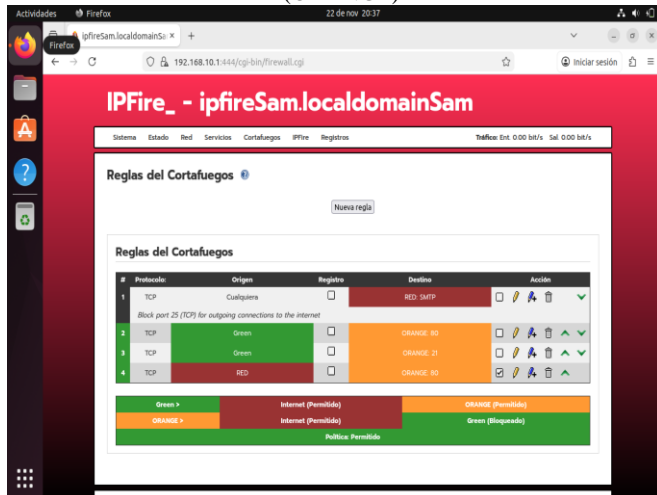 Actividades Firefox 22 de nov 20:37
ipfireSam.localdomainSa ×
Firefox
192.168.10.1:444/cgi-bin/firewall.cgi Iniciar sesión
IPFire_ - ipfireSam.localdomainSam
Sistema Estado Red Servicios Cortafuegos IPFire Registros Tráfico: Ent 0.00 bit/s Sal 0.00 bit/s
Reglas del Cortafuegos
Nueva regla
Reglas del Cortafuegos
# Protocolo: Origen Registro Destino Acción
1 TCP Cualquiera RED: SMTP
Block port 25 (TCP) for outgoing connections to the internet
2 TCP Green ORANGE: 80
3 TCP Green ORANGE: 21
4 TCP RED ORANGE: 80
Green > Internet (Permitido) ORANGE (Permitido)
ORANGE > Internet (Permitido) Green (Bloqueado)
Política: Permitido